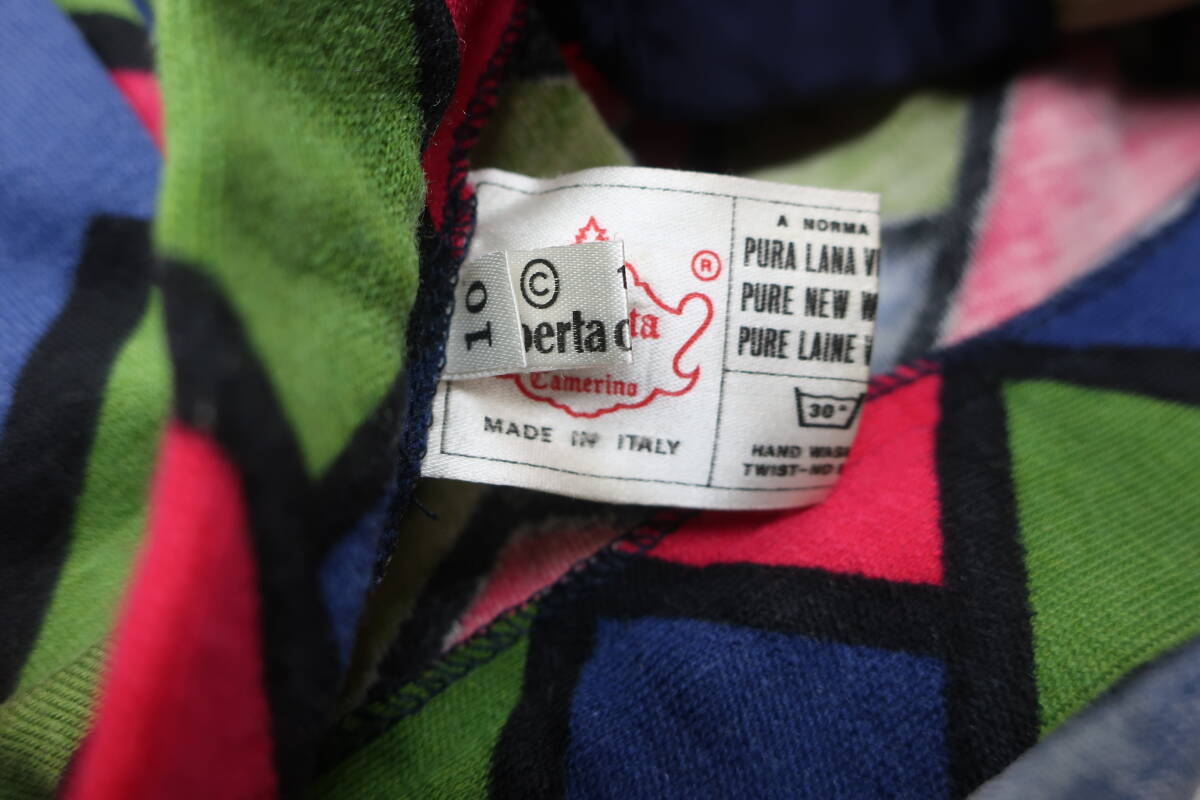 10
©
berta
ta
Camerino
®
MADE IN ITALY
A NORMA
PURA LANA
PURE NEW
PURE LAINE
30°
HAND WASH
TWIST-NO